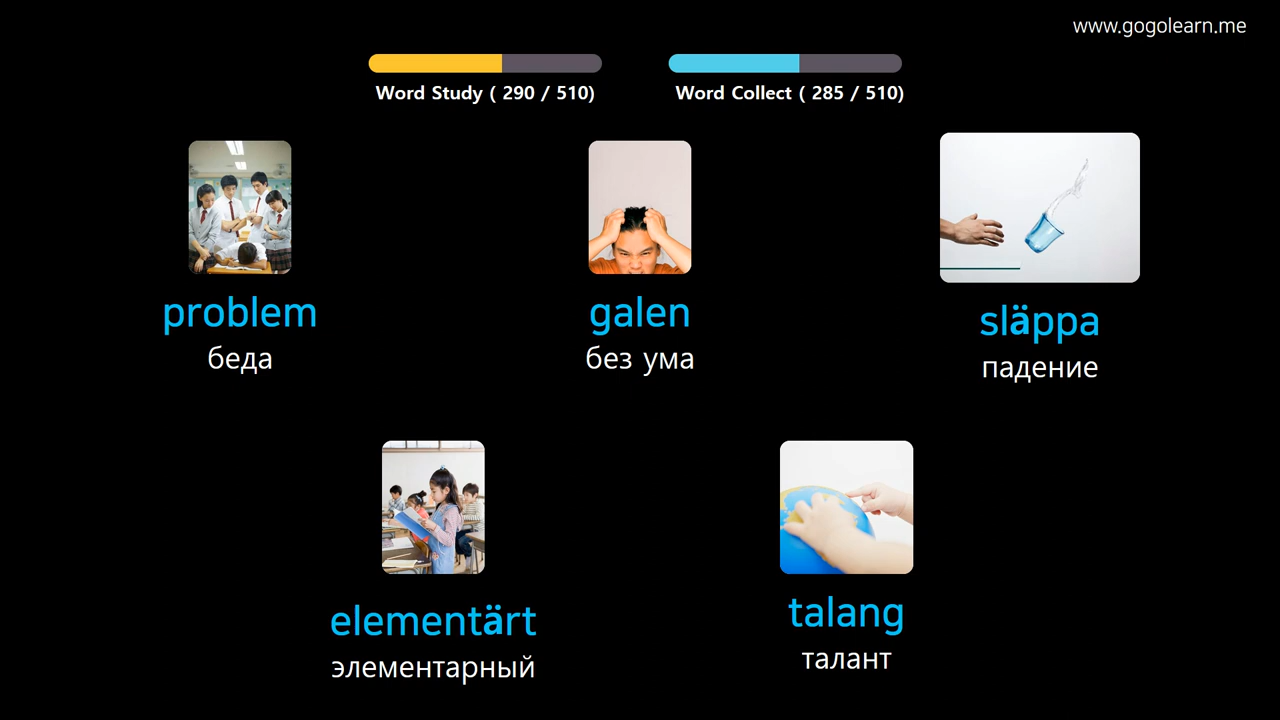 www.gogolearn.me
Word Study ( 290 / 510)
Word Collect ( 285 / 510)
problem
беда
galen
без ума
släppa
падение
elementärt
элементарный
talang
талант